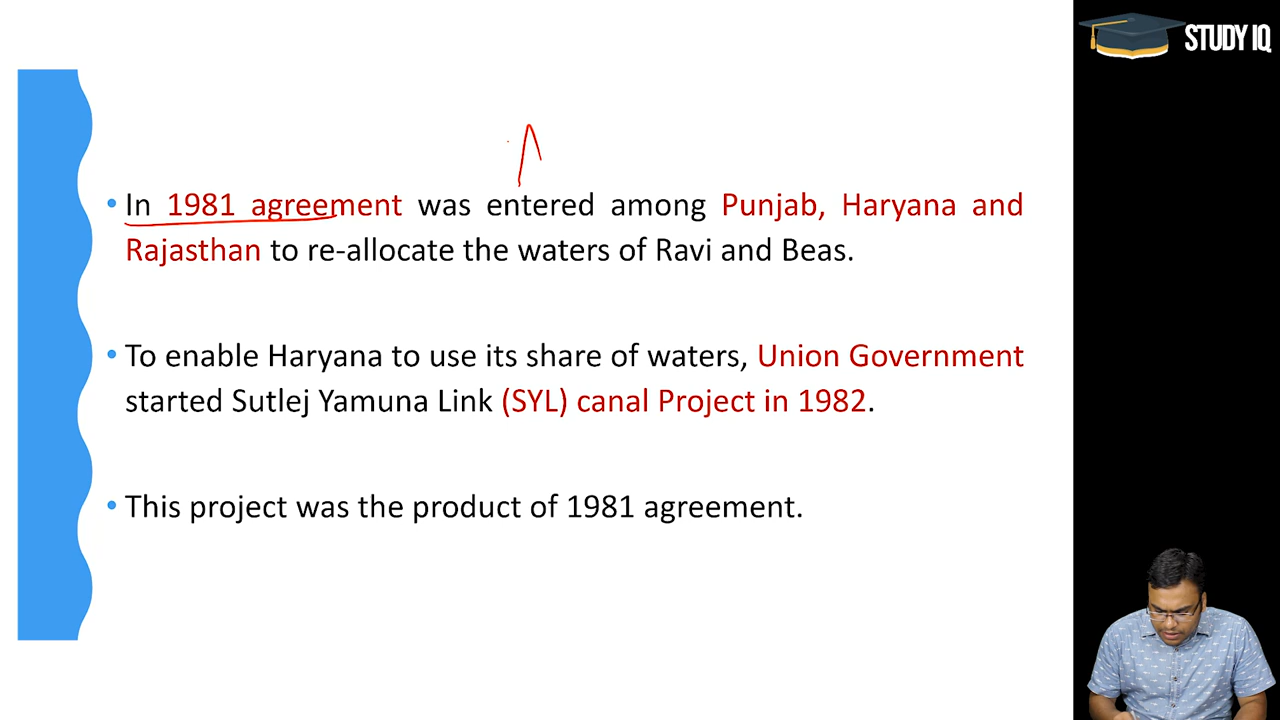 STUDY IQ
• In 1981 agreement was entered among Punjab, Haryana and
Rajasthan to re-allocate the waters of Ravi and Beas.
• To enable Haryana to use its share of waters, Union Government
started Sutlej Yamuna Link (SYL) canal Project in 1982.
• This project was the product of 1981 agreement.